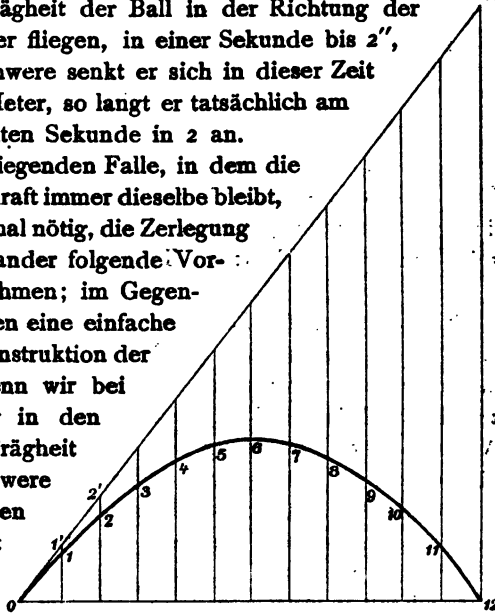 ägheit der Ball in der Richtung der
er fliegen, in einer Sekunde bis 2″,
were senkt er sich in dieser Zeit
eter, so langt er tatsächlich am
ten Sekunde in 2 an.
iegenden Falle, in dem die
raft immer dieselbe bleibt,
al nötig, die Zerlegung
ander folgende Vor-
hmen; im Gegen-
en eine einfache
nstruktion der
nn wir bei
in den
rägheit
were
en
0 1′ 1 2′ 2 3 4 5 6 7 8 9 10 11 12